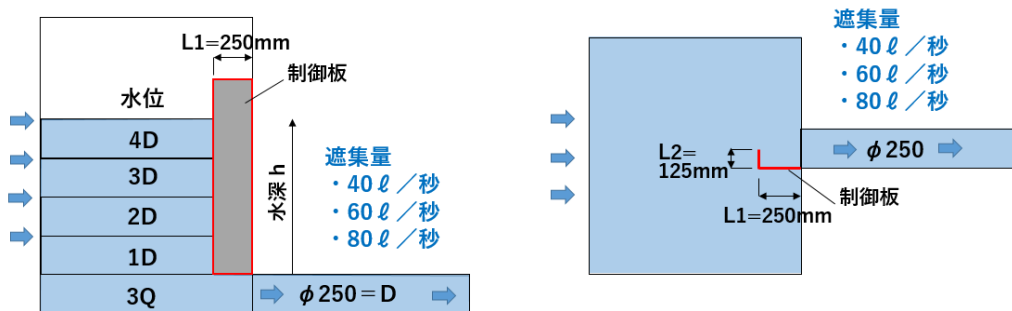 L1=250mm
制御板
水位
4D
3D
2D
1D
3Q
水深h
遮集量
・40ℓ／秒
・60ℓ／秒
・80ℓ／秒
φ250=D
遮集量
・40ℓ／秒
・60ℓ／秒
・80ℓ／秒
L2=
125mm
φ250
制御板
L1=250mm